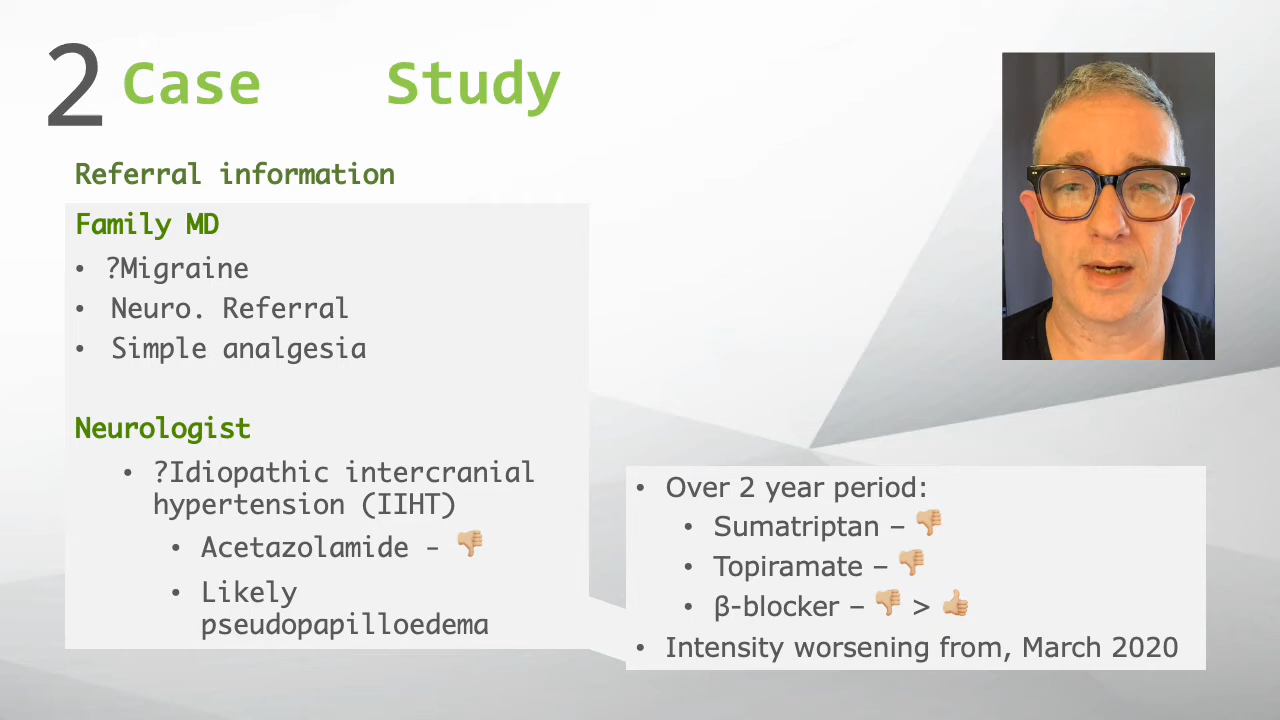 2 Case Study
Referral information
Family MD
• ?Migraine
• Neuro. Referral
• Simple analgesia
Neurologist
• ?Idiopathic intercranial
hypertension (IIHT)
• Acetazolamide - 👎🏼
• Likely
pseudopapilloedema
• Over 2 year period:
• Sumatriptan – 👎🏼
• Topiramate – 👎🏼
• β-blocker – 👎🏼 > 👍🏼
• Intensity worsening from, March 2020